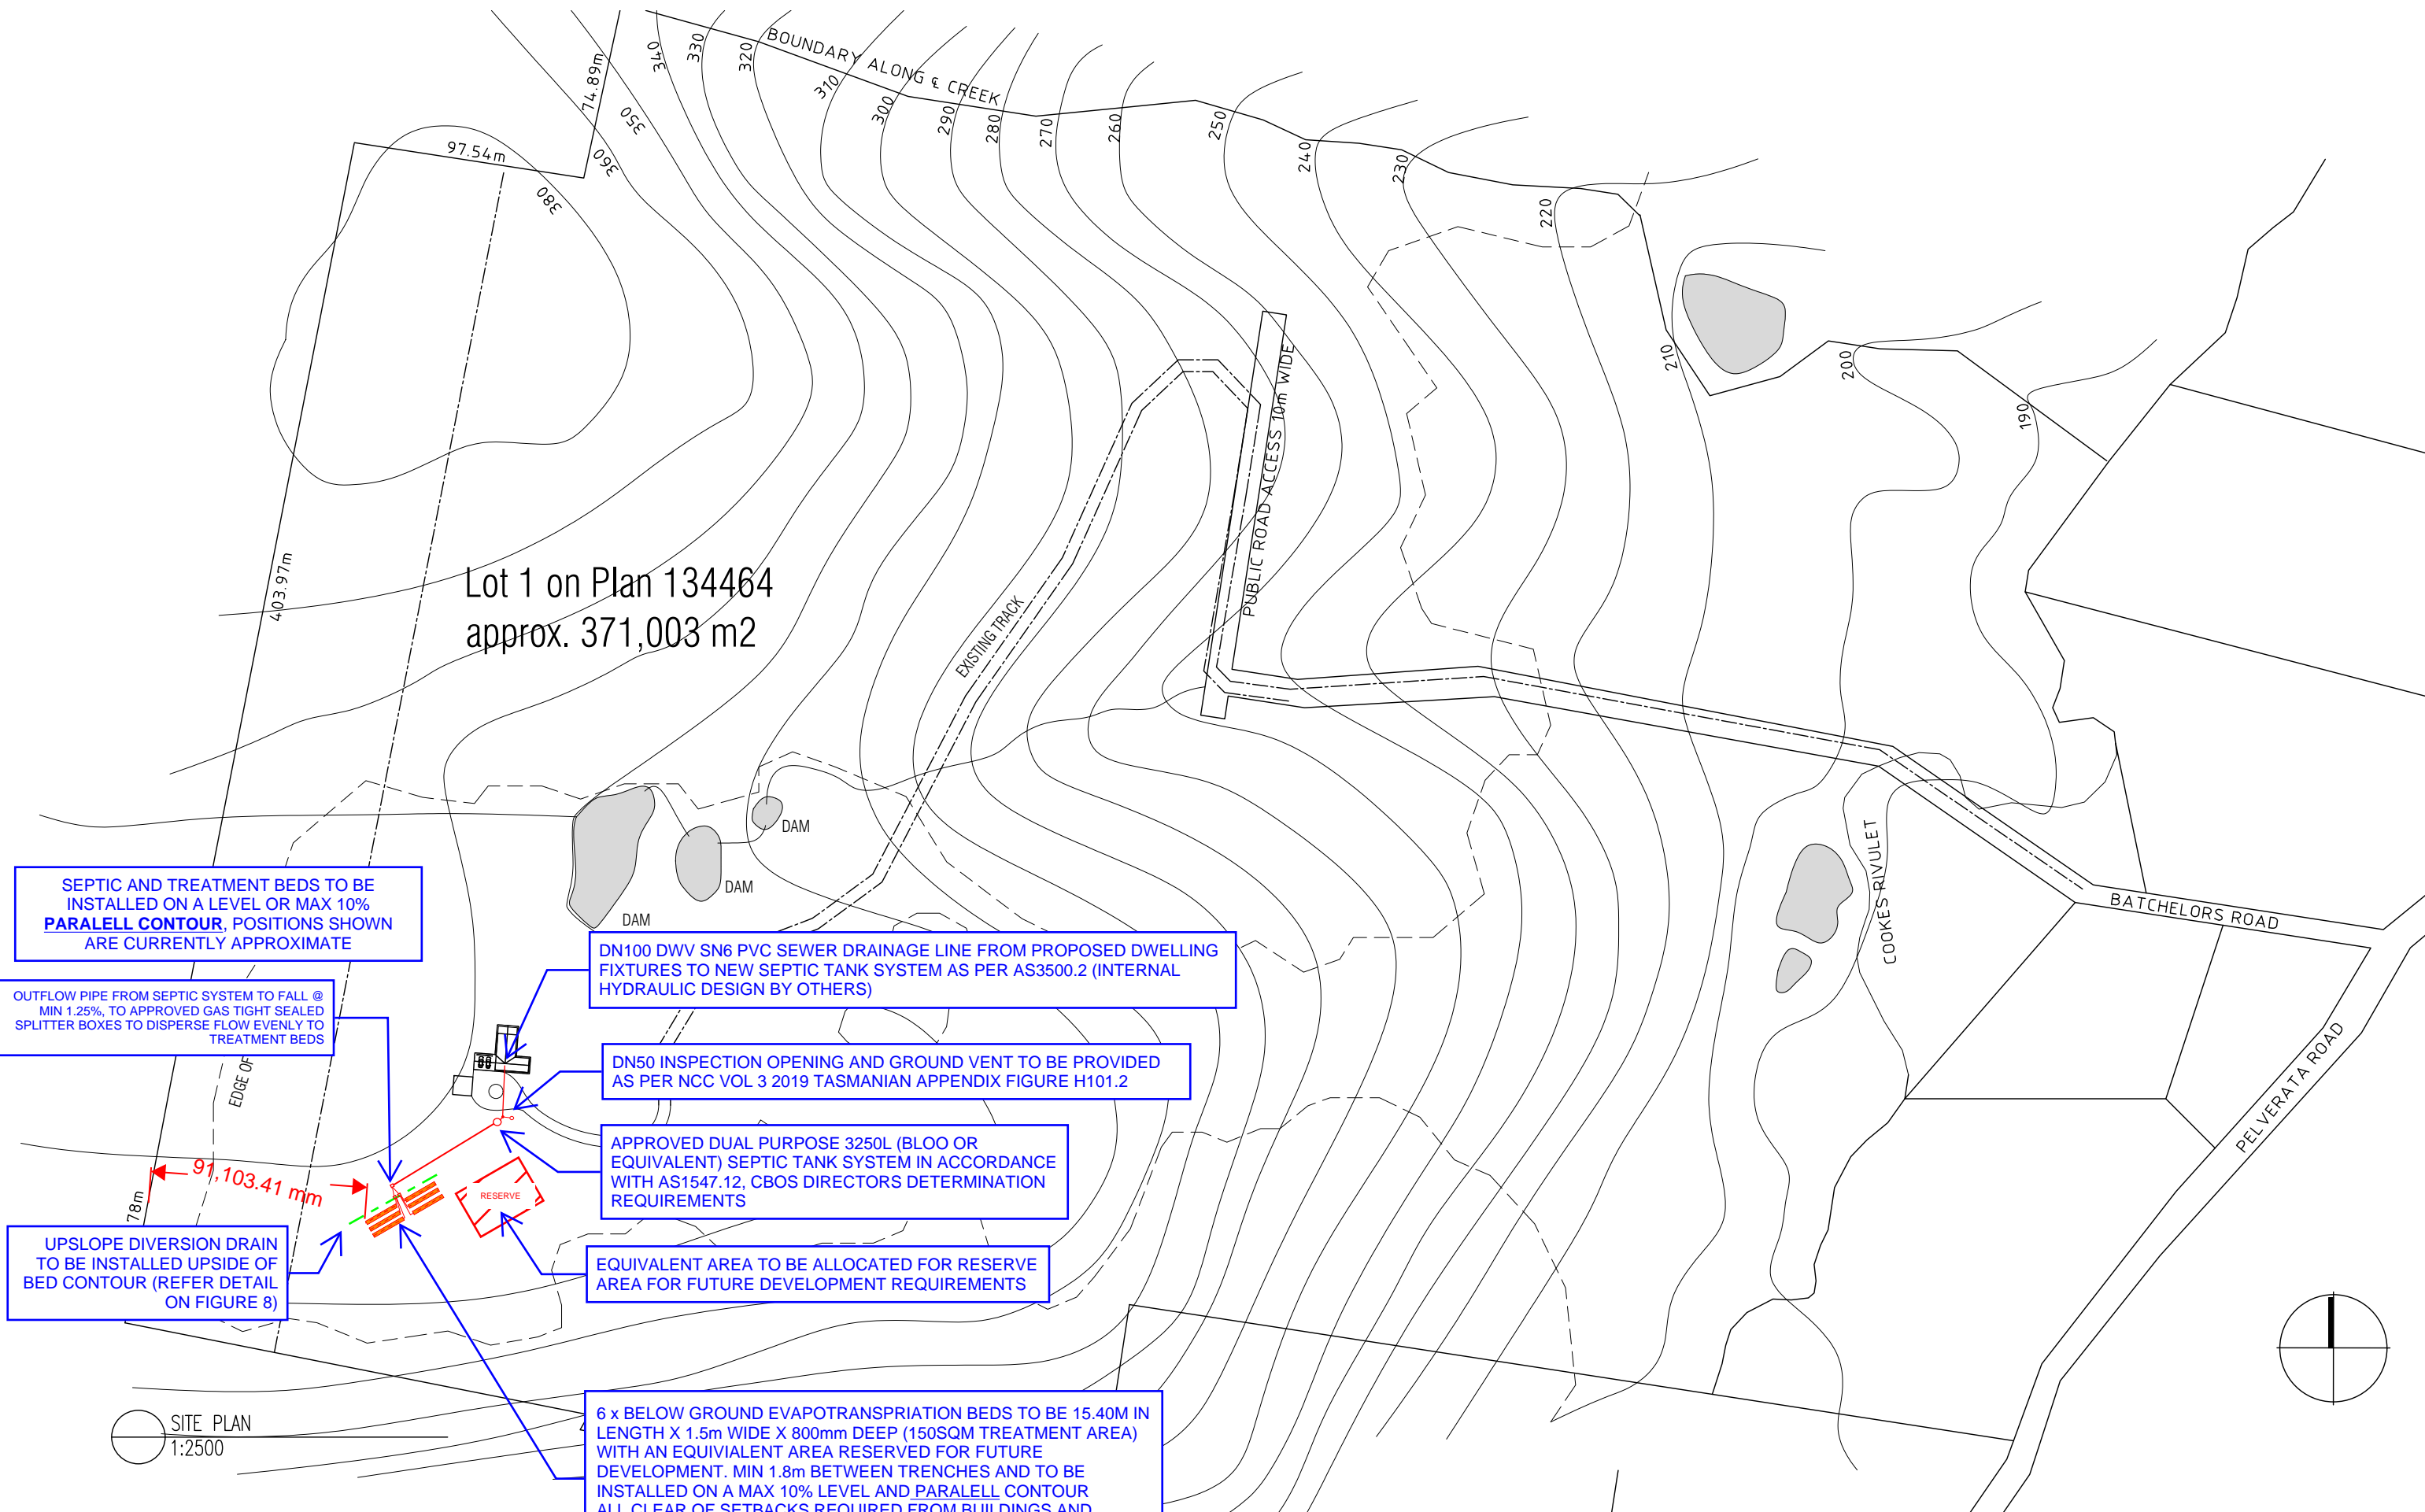 BOUNDARY ALONG ℄ CREEK
74.89m
97.54m
340
330
320
310
300
290
280
270
260
250
240
230
220
210
200
190
350
360
380
403.97m
Lot 1 on Plan 134464
approx. 371,003 m2
EXISTING TRACK
PUBLIC ROAD ACCESS 10m WIDE
DAM
DAM
DAM
COOKES RIVULET
BATCHELORS ROAD
PELVERATA ROAD
SEPTIC AND TREATMENT BEDS TO BE
INSTALLED ON A LEVEL OR MAX 10%
PARALELL CONTOUR, POSITIONS SHOWN
ARE CURRENTLY APPROXIMATE
OUTFLOW PIPE FROM SEPTIC SYSTEM TO FALL @
MIN 1.25%, TO APPROVED GAS TIGHT SEALED
SPLITTER BOXES TO DISPERSE FLOW EVENLY TO
TREATMENT BEDS
EDGE OF
DN100 DWV SN6 PVC SEWER DRAINAGE LINE FROM PROPOSED DWELLING
FIXTURES TO NEW SEPTIC TANK SYSTEM AS PER AS3500.2 (INTERNAL
HYDRAULIC DESIGN BY OTHERS)
DN50 INSPECTION OPENING AND GROUND VENT TO BE PROVIDED
AS PER NCC VOL 3 2019 TASMANIAN APPENDIX FIGURE H101.2
APPROVED DUAL PURPOSE 3250L (BLOO OR
EQUIVALENT) SEPTIC TANK SYSTEM IN ACCORDANCE
WITH AS1547.12, CBOS DIRECTORS DETERMINATION
REQUIREMENTS
91,103.41 mm
78m
RESERVE
UPSLOPE DIVERSION DRAIN
TO BE INSTALLED UPSIDE OF
BED CONTOUR (REFER DETAIL
ON FIGURE 8)
EQUIVALENT AREA TO BE ALLOCATED FOR RESERVE
AREA FOR FUTURE DEVELOPMENT REQUIREMENTS
6 x BELOW GROUND EVAPOTRANSPRIATION BEDS TO BE 15.40M IN
LENGTH X 1.5m WIDE X 800mm DEEP (150SQM TREATMENT AREA)
WITH AN EQUIVIALENT AREA RESERVED FOR FUTURE
DEVELOPMENT. MIN 1.8m BETWEEN TRENCHES AND TO BE
INSTALLED ON A MAX 10% LEVEL AND PARALELL CONTOUR
ALL CLEAR OF SETBACKS REQUIRED FROM BUILDINGS AND
SITE PLAN
1:2500